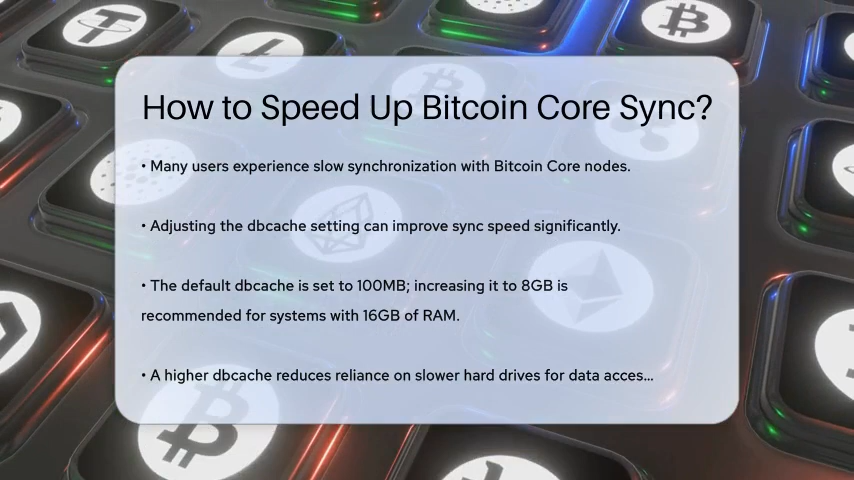 How to Speed Up Bitcoin Core Sync?
• Many users experience slow synchronization with Bitcoin Core nodes.
• Adjusting the dbcache setting can improve sync speed significantly.
• The default dbcache is set to 100MB; increasing it to 8GB is
recommended for systems with 16GB of RAM.
• A higher dbcache reduces reliance on slower hard drives for data acces...